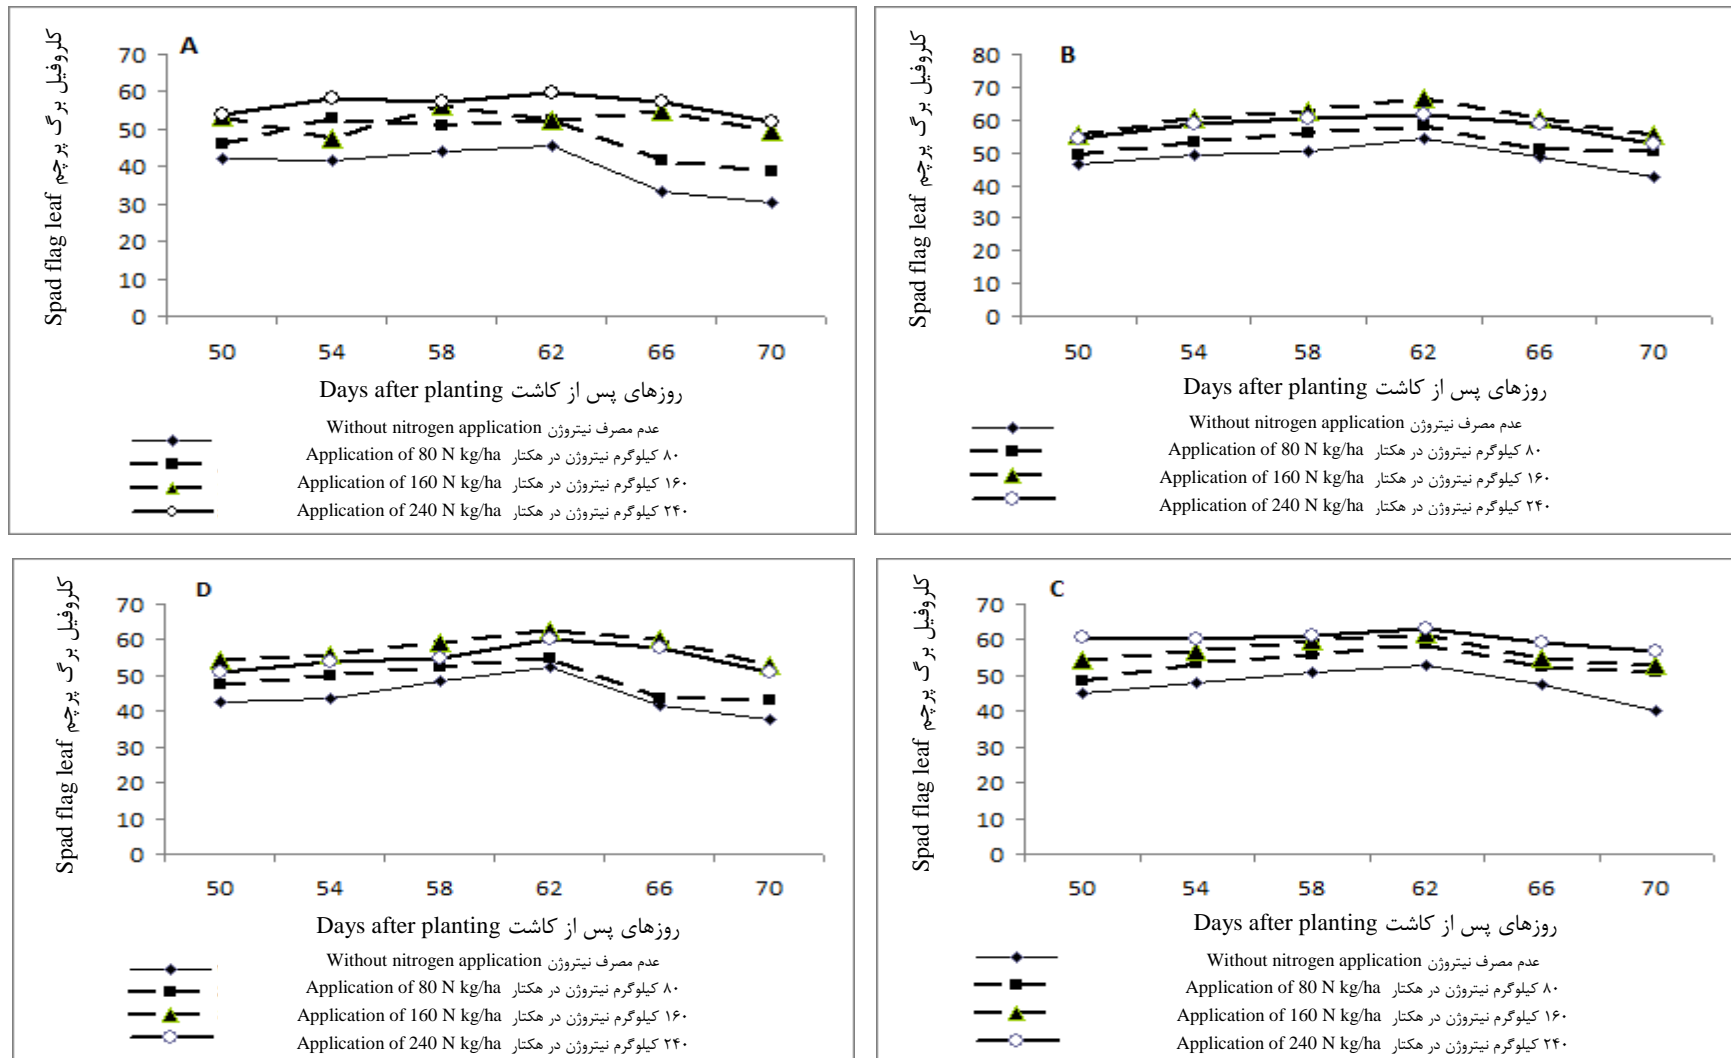 A
کلروفیل برگ پرچم Spad flag leaf
70
60
50
40
30
20
10
0
50 54 58 62 66 70
روزهای پس از کاشت Days after planting
عدم مصرف نیتروژن Without nitrogen application
۸۰ کیلوگرم نیتروژن در هکتار Application of 80 N kg/ha
۱۶۰ کیلوگرم نیتروژن در هکتار Application of 160 N kg/ha
۲۴۰ کیلوگرم نیتروژن در هکتار Application of 240 N kg/ha
B
کلروفیل برگ پرچم Spad flag leaf
80
70
60
50
40
30
20
10
0
50 54 58 62 66 70
روزهای پس از کاشت Days after planting
عدم مصرف نیتروژن Without nitrogen application
۸۰ کیلوگرم نیتروژن در هکتار Application of 80 N kg/ha
۱۶۰ کیلوگرم نیتروژن در هکتار Application of 160 N kg/ha
۲۴۰ کیلوگرم نیتروژن در هکتار Application of 240 N kg/ha
D
کلروفیل برگ پرچم Spad flag leaf
70
60
50
40
30
20
10
0
50 54 58 62 66 70
روزهای پس از کاشت Days after planting
عدم مصرف نیتروژن Without nitrogen application
۸۰ کیلوگرم نیتروژن در هکتار Application of 80 N kg/ha
۱۶۰ کیلوگرم نیتروژن در هکتار Application of 160 N kg/ha
۲۴۰ کیلوگرم نیتروژن در هکتار Application of 240 N kg/ha
C
کلروفیل برگ پرچم Spad flag leaf
70
60
50
40
30
20
10
0
50 54 58 62 66 70
روزهای پس از کاشت Days after planting
عدم مصرف نیتروژن Without nitrogen application
۸۰ کیلوگرم نیتروژن در هکتار Application of 80 N kg/ha
۱۶۰ کیلوگرم نیتروژن در هکتار Application of 160 N kg/ha
۲۴۰ کیلوگرم نیتروژن در هکتار Application of 240 N kg/ha